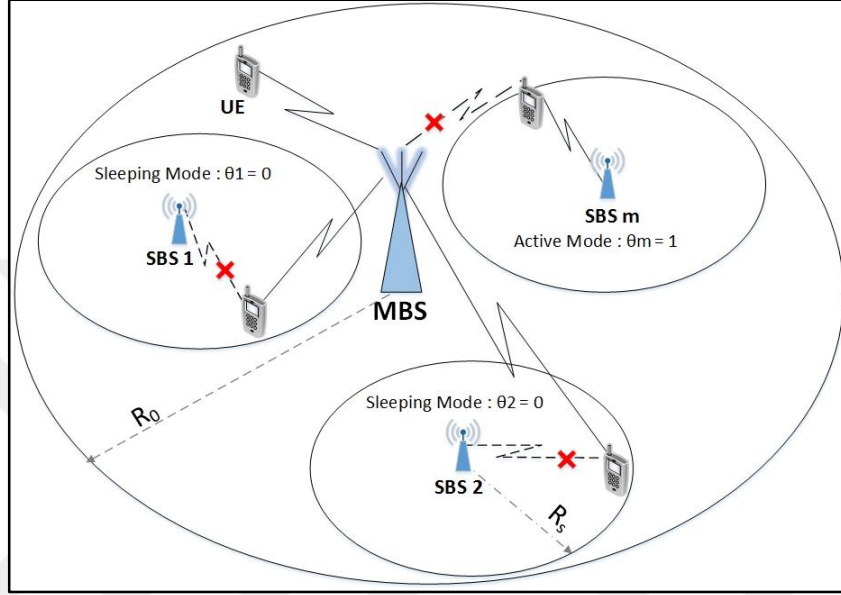 UE
Sleeping Mode : θ1 = 0
SBS 1
SBS m
Active Mode : θm = 1
MBS
R₀
Sleeping Mode : θ2 = 0
SBS 2
Rₛ